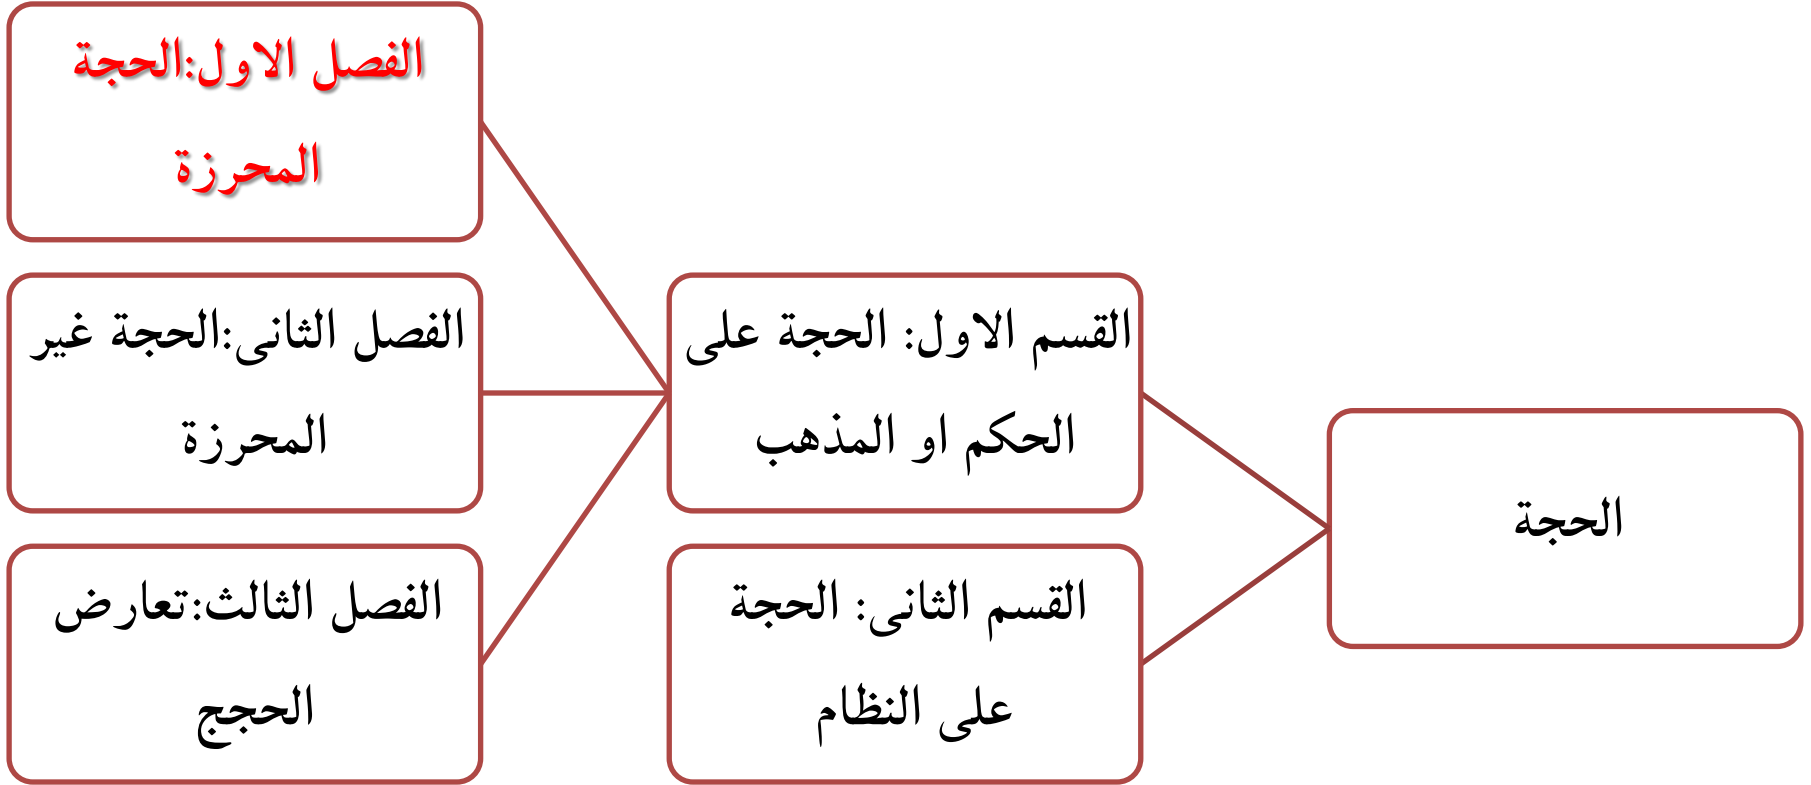 الحجة
القسم الاول: الحجة على
الحكم او المذهب
القسم الثانى: الحجة
على النظام
الفصل الاول:الحجة
المحرزة
الفصل الثانى:الحجة غير
المحرزة
الفصل الثالث:تعارض
الحجج